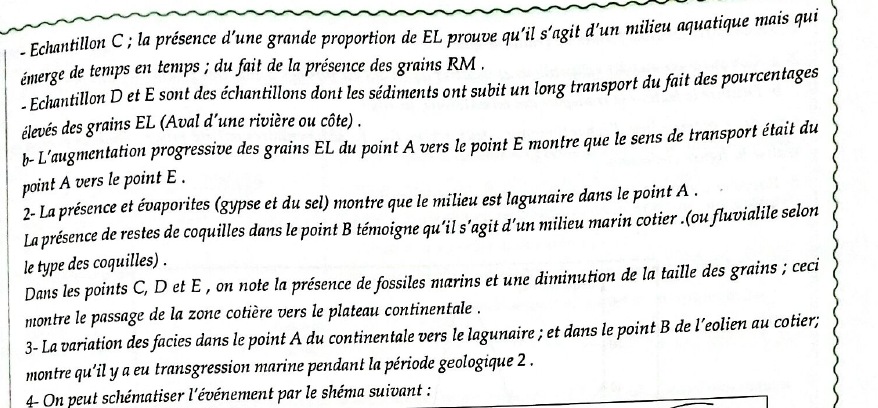 - Echantillon C ; la présence d'une grande proportion de EL prouve qu'il s'agit d'un milieu aquatique mais qui
émerge de temps en temps ; du fait de la présence des grains RM .
- Echantillon D et E sont des échantillons dont les sédiments ont subit un long transport du fait des pourcentages
élevés des grains EL (Aval d'une rivière ou côte) .
b- L'augmentation progressive des grains EL du point A vers le point E montre que le sens de transport était du
point A vers le point E .
2- La présence et évaporites (gypse et du sel) montre que le milieu est lagunaire dans le point A .
La présence de restes de coquilles dans le point B témoigne qu'il s'agit d'un milieu marin cotier .(ou fluvialile selon
le type des coquilles) .
Dans les points C, D et E , on note la présence de fossiles marins et une diminution de la taille des grains ; ceci
montre le passage de la zone cotière vers le plateau continentale .
3- La variation des facies dans le point A du continentale vers le lagunaire ; et dans le point B de l'eolien au cotier;
montre qu'il y a eu transgression marine pendant la période geologique 2 .
4- On peut schématiser l'événement par le shéma suivant :